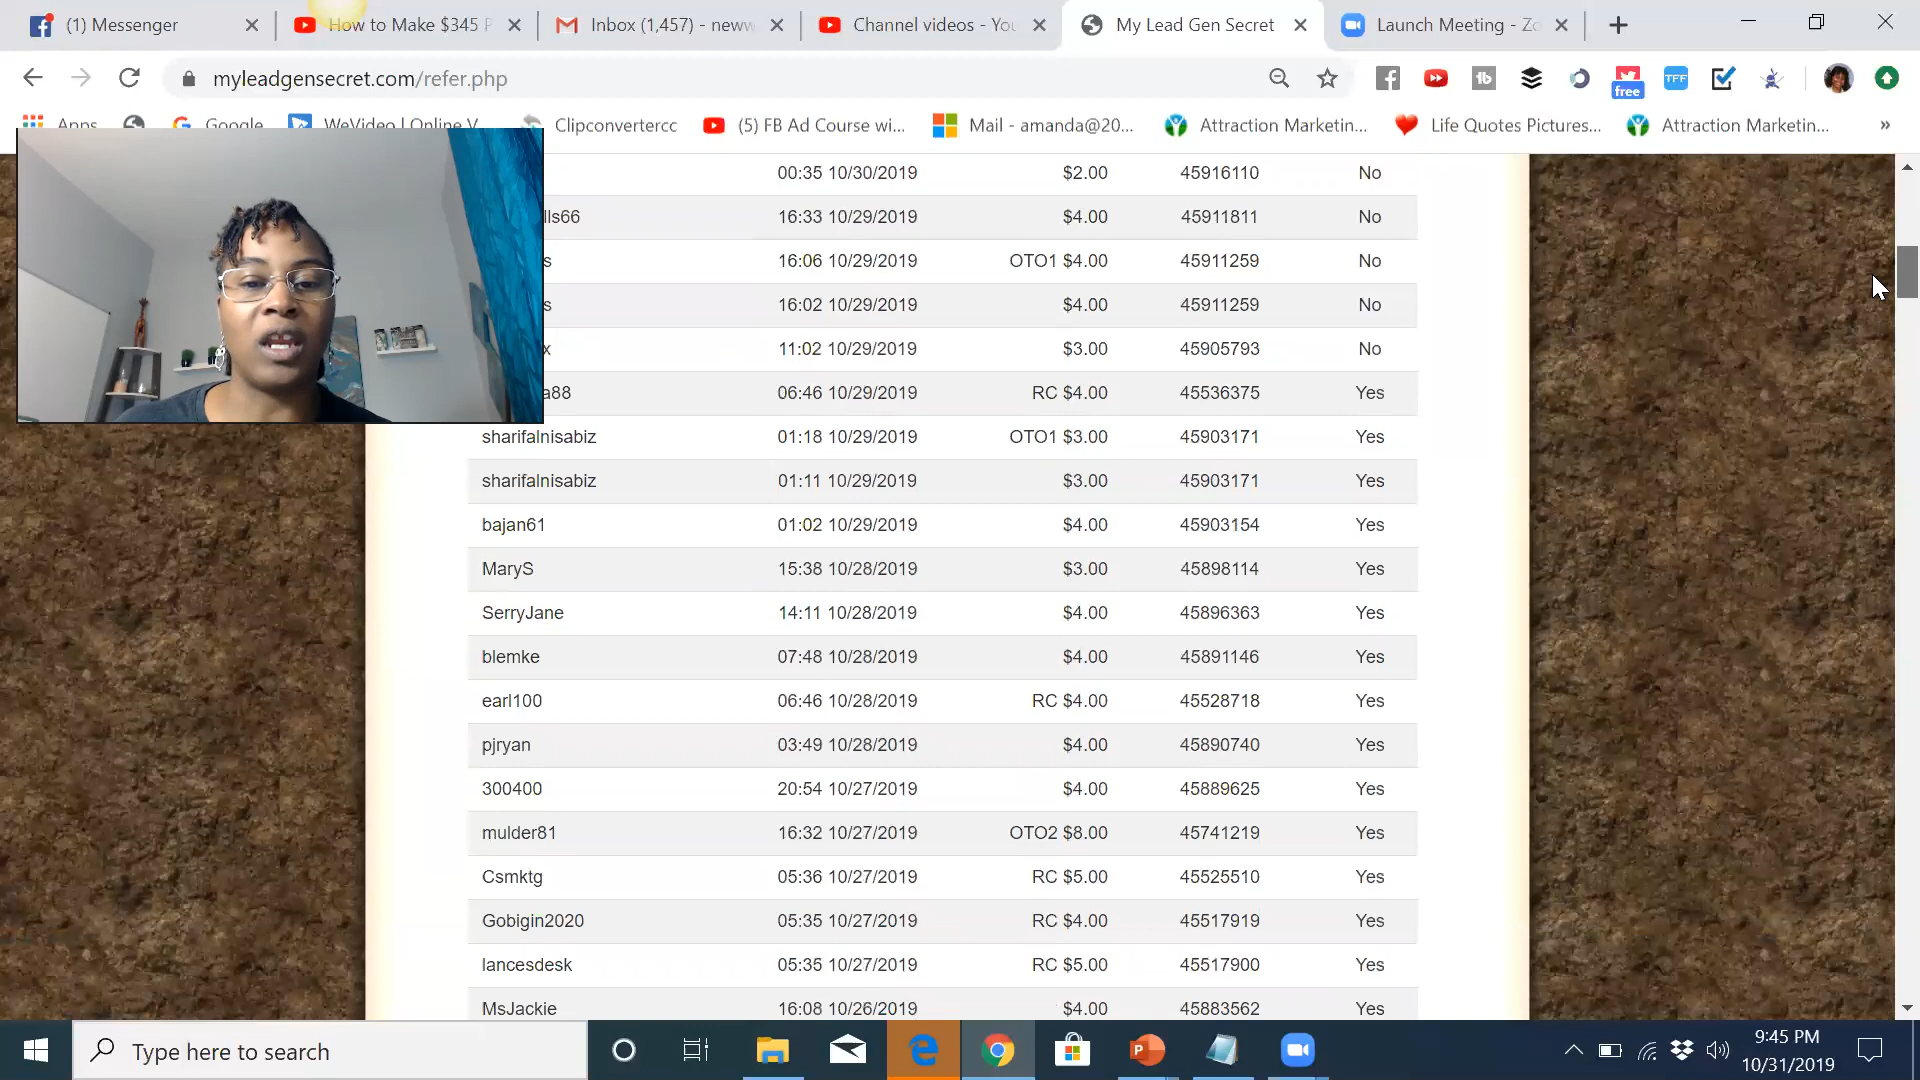 (1) Messenger
How to Make $345 P
Inbox (1,457) - neww
Channel videos - You
My Lead Gen Secret
Launch Meeting - Zo
myleadgensecret.com/refer.php
free
TFF
Apps
Google
WeVideo | Online V
Clipconvertercc
(5) FB Ad Course wi...
Mail - amanda@20...
Attraction Marketin...
Life Quotes Pictures...
Attraction Marketin...
»
00:35 10/30/2019 $2.00 45916110 No
lls66 16:33 10/29/2019 $4.00 45911811 No
s 16:06 10/29/2019 OTO1 $4.00 45911259 No
s 16:02 10/29/2019 $4.00 45911259 No
x 11:02 10/29/2019 $3.00 45905793 No
a88 06:46 10/29/2019 RC $4.00 45536375 Yes
sharifalnisabiz 01:18 10/29/2019 OTO1 $3.00 45903171 Yes
sharifalnisabiz 01:11 10/29/2019 $3.00 45903171 Yes
bajan61 01:02 10/29/2019 $4.00 45903154 Yes
MaryS 15:38 10/28/2019 $3.00 45898114 Yes
SerryJane 14:11 10/28/2019 $4.00 45896363 Yes
blemke 07:48 10/28/2019 $4.00 45891146 Yes
earl100 06:46 10/28/2019 RC $4.00 45528718 Yes
pjryan 03:49 10/28/2019 $4.00 45890740 Yes
300400 20:54 10/27/2019 $4.00 45889625 Yes
mulder81 16:32 10/27/2019 OTO2 $8.00 45741219 Yes
Csmktg 05:36 10/27/2019 RC $5.00 45525510 Yes
Gobigin2020 05:35 10/27/2019 RC $4.00 45517919 Yes
lancesdesk 05:35 10/27/2019 RC $5.00 45517900 Yes
MsJackie 16:08 10/26/2019 $4.00 45883562 Yes
Type here to search
9:45 PM
10/31/2019